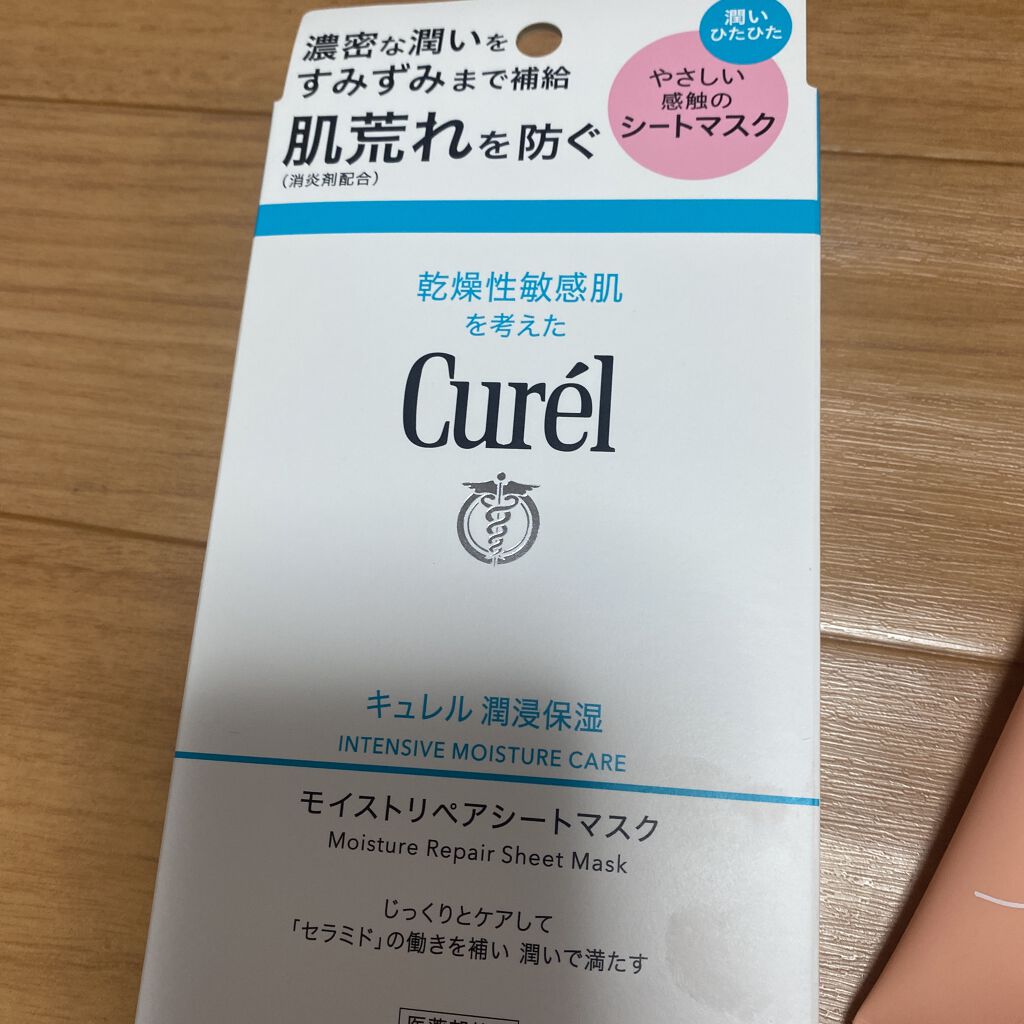 濃密な潤いを
すみずみまで補給
肌荒れを防ぐ
(消炎剤配合)
潤い
ひたひた
やさしい
感触の
シートマスク
乾燥性敏感肌
を考えた
Curél
キュレル 潤浸保湿
INTENSIVE MOISTURE CARE
モイストリペアシートマスク
Moisture Repair Sheet Mask
じっくりとケアして
「セラミド」の働きを補い 潤いで満たす